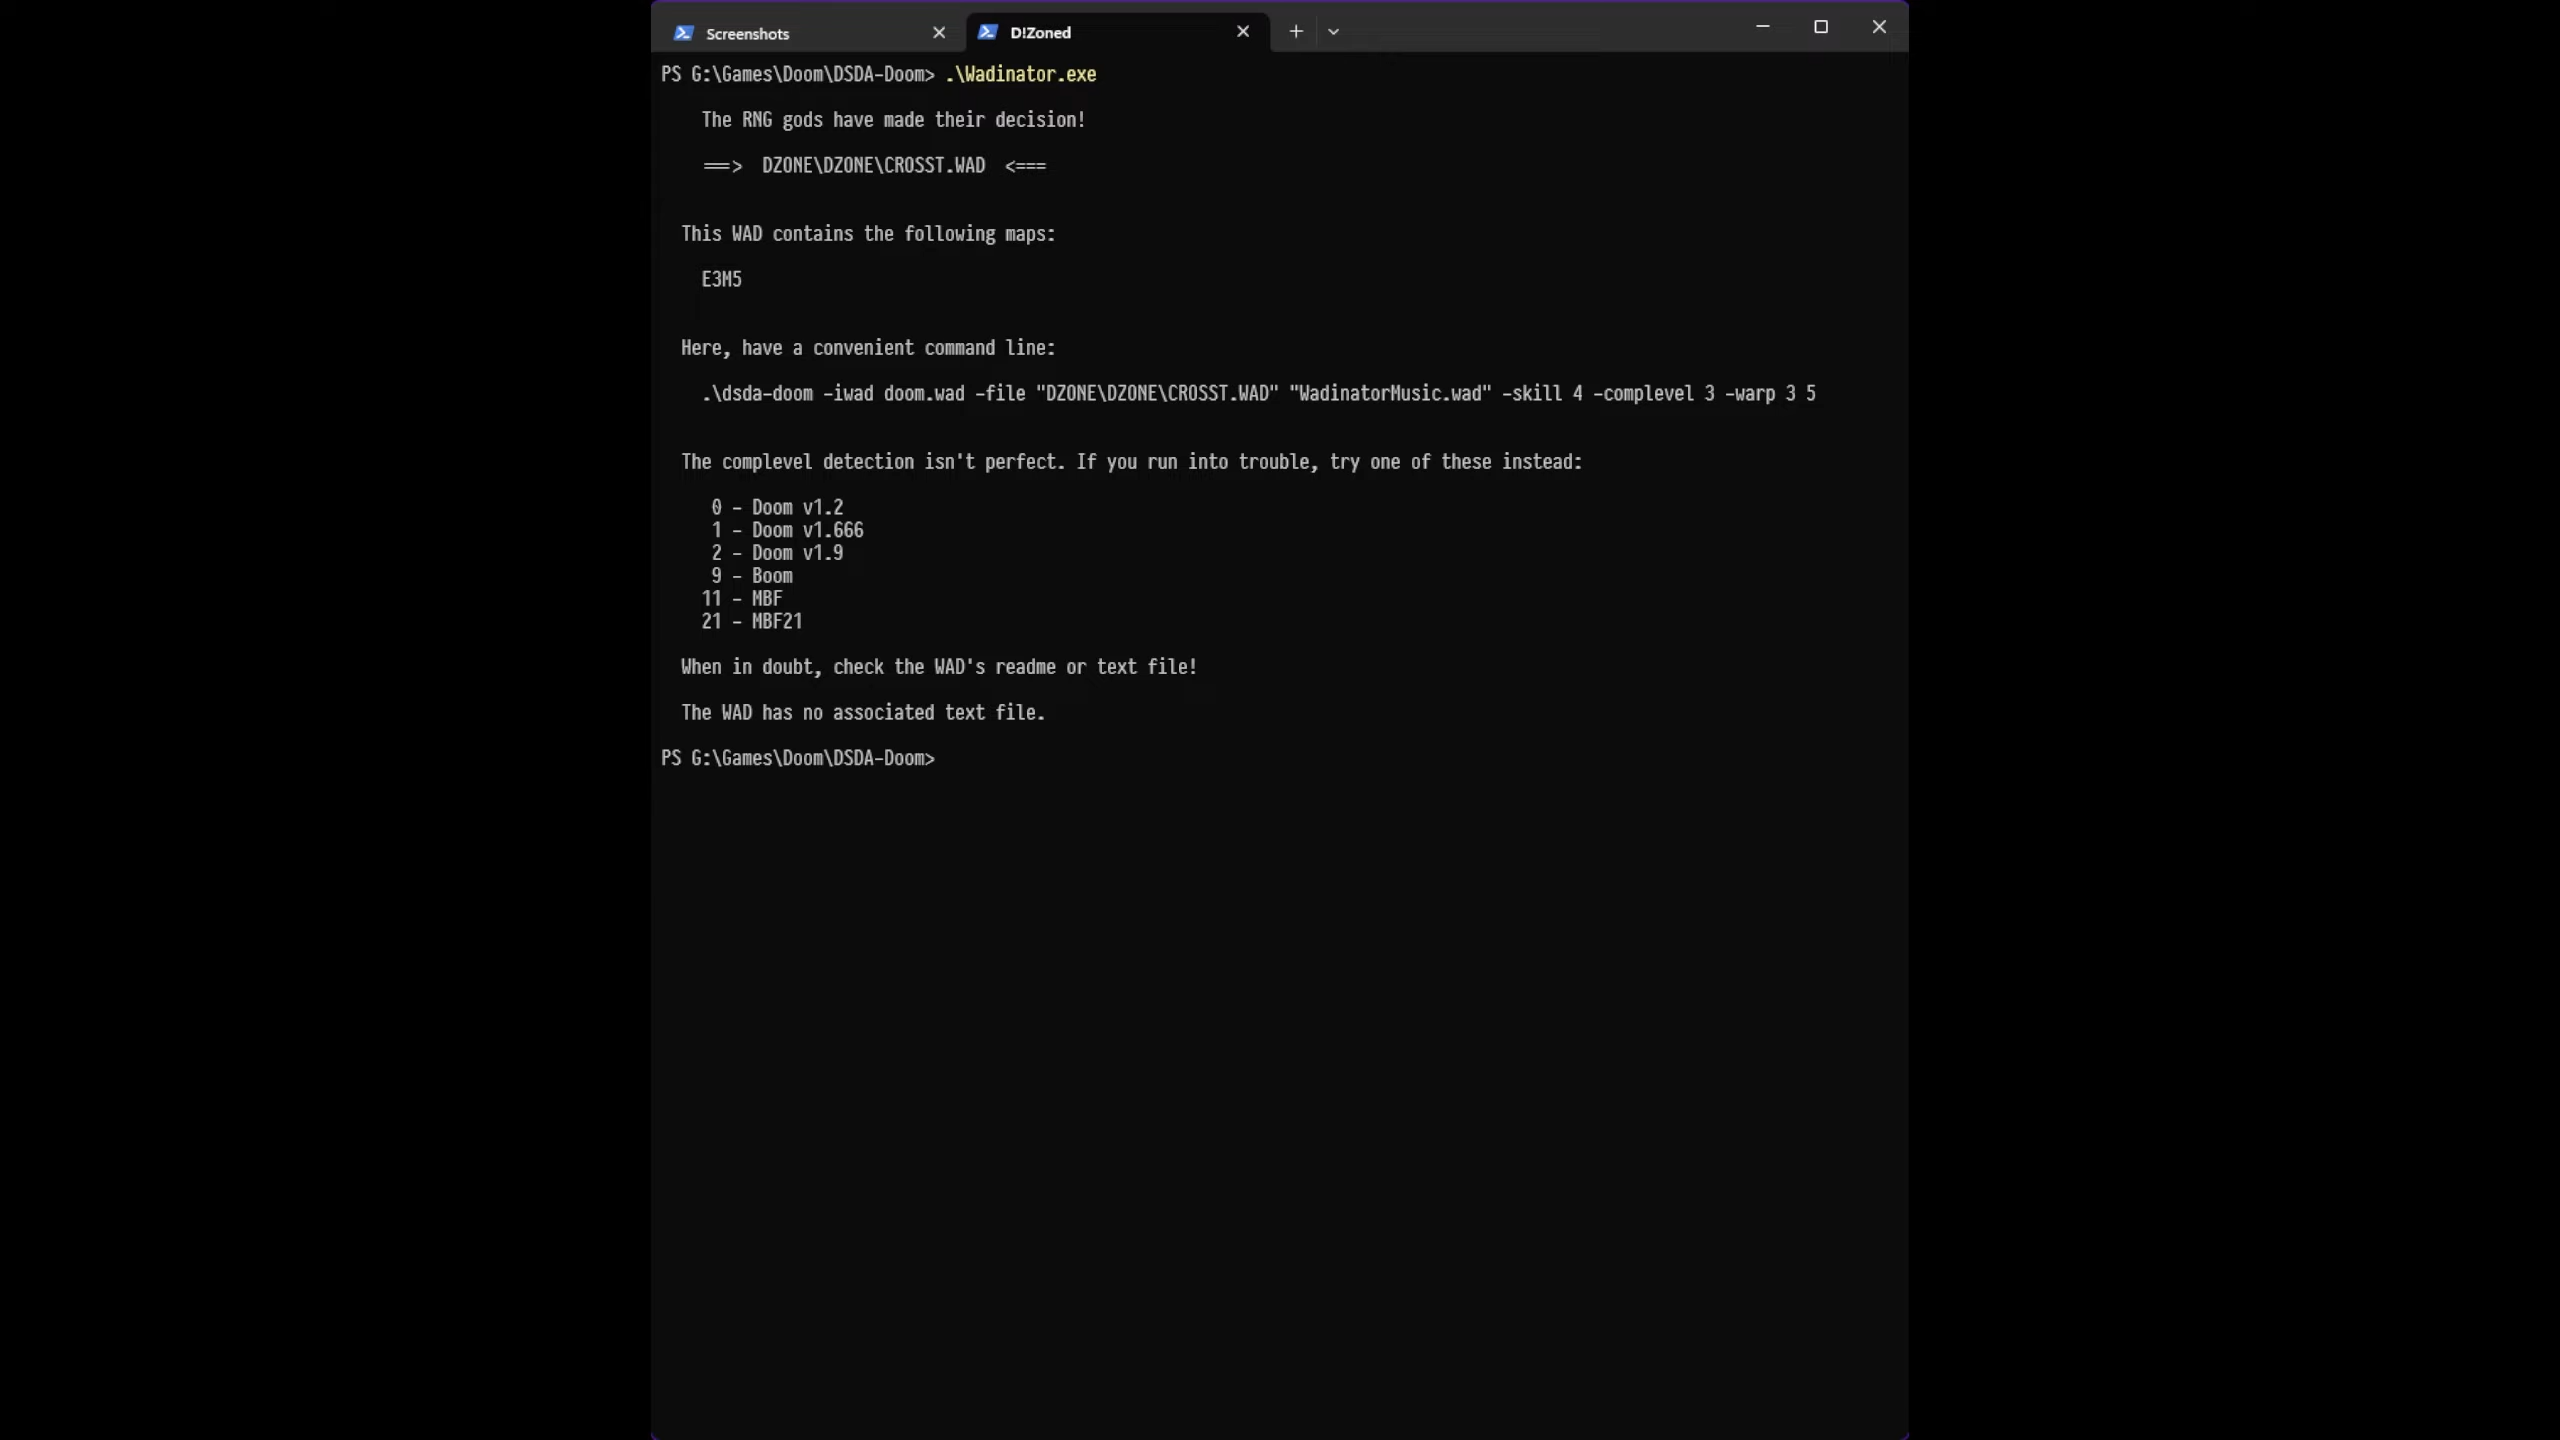 Screenshots
D!Zoned
PS G:\Games\Doom\DSDA-Doom> .\Wadinator.exe
The RNG gods have made their decision!
===> DZONE\DZONE\CROSST.WAD <===
This WAD contains the following maps:
E3M5
Here, have a convenient command line:
.\dsda-doom -iwad doom.wad -file "DZONE\DZONE\CROSST.WAD" "WadinatorMusic.wad" -skill 4 -complevel 3 -warp 3 5
The complevel detection isn't perfect. If you run into trouble, try one of these instead:
0 - Doom v1.2
1 - Doom v1.666
2 - Doom v1.9
9 - Boom
11 - MBF
21 - MBF21
When in doubt, check the WAD's readme or text file!
The WAD has no associated text file.
PS G:\Games\Doom\DSDA-Doom>